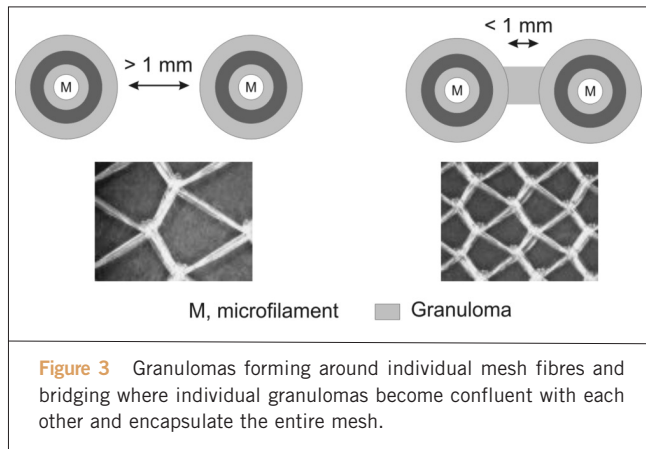 < 1 mm
> 1 mm
M
M
M
M
M, microfilament Granuloma
Figure 3 Granulomas forming around individual mesh fibres and
bridging where individual granulomas become confluent with each
other and encapsulate the entire mesh.